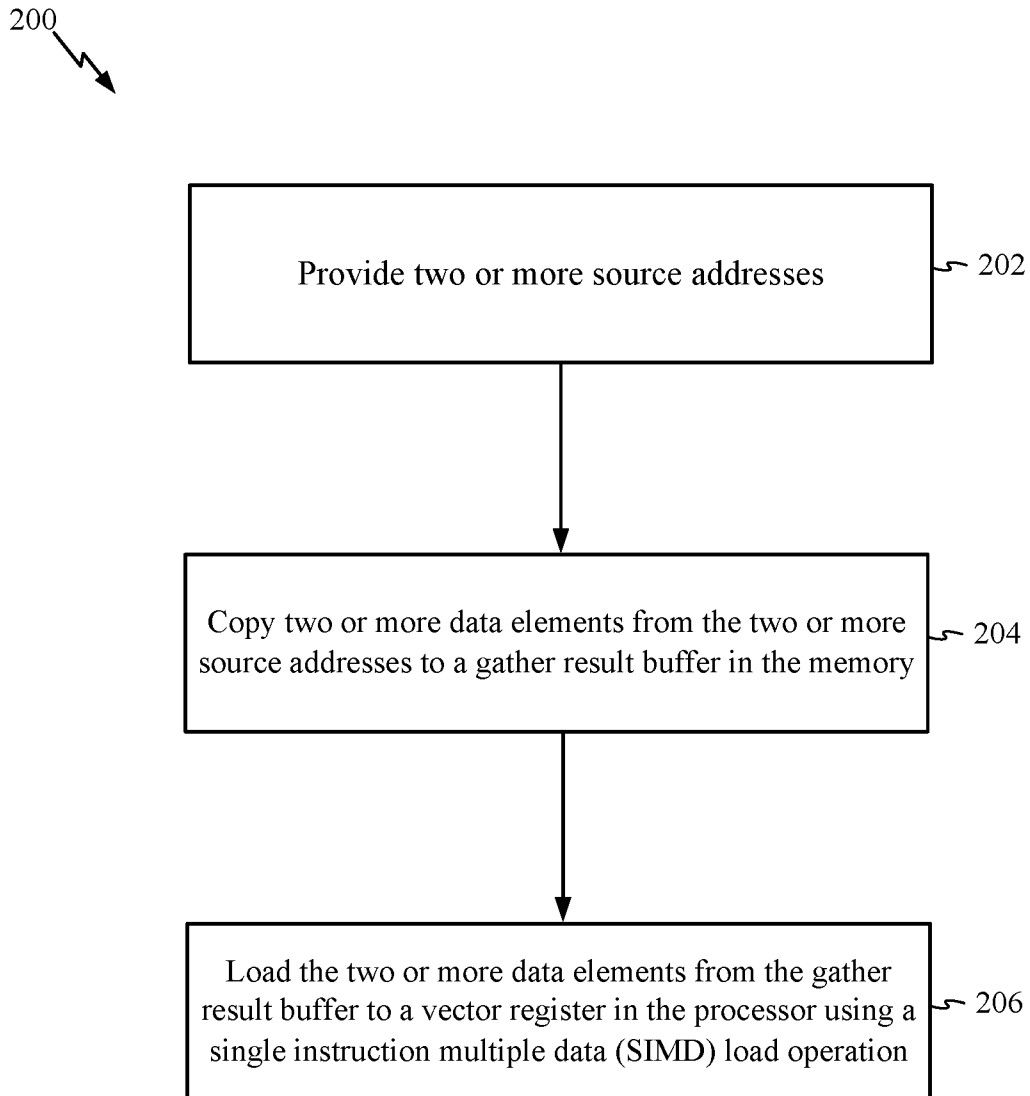 200
Provide two or more source addresses
202
Copy two or more data elements from the two or more
source addresses to a gather result buffer in the memory
204
Load the two or more data elements from the gather
result buffer to a vector register in the processor using a
single instruction multiple data (SIMD) load operation
206